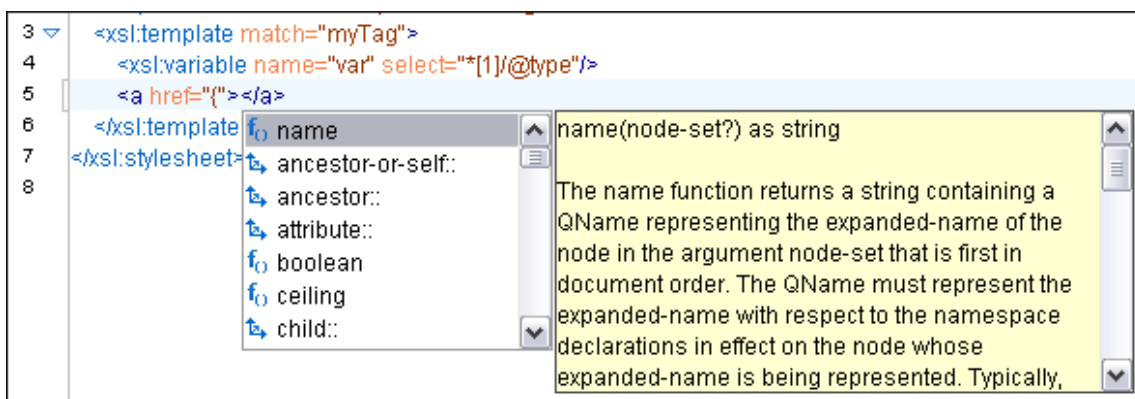 3 <xsl:template match="myTag">
4 <xsl:variable name="var" select="*[1]/@type"/>
5 <a href="{"></a>
6 </xsl:template
7 </xsl:stylesheet>
8
f() name
ancestor-or-self::
ancestor::
attribute::
f() boolean
f() ceiling
child::
name(node-set?) as string
The name function returns a string containing a
QName representing the expanded-name of the
node in the argument node-set that is first in
document order. The QName must represent the
expanded-name with respect to the namespace
declarations in effect on the node whose
expanded-name is being represented. Typically,